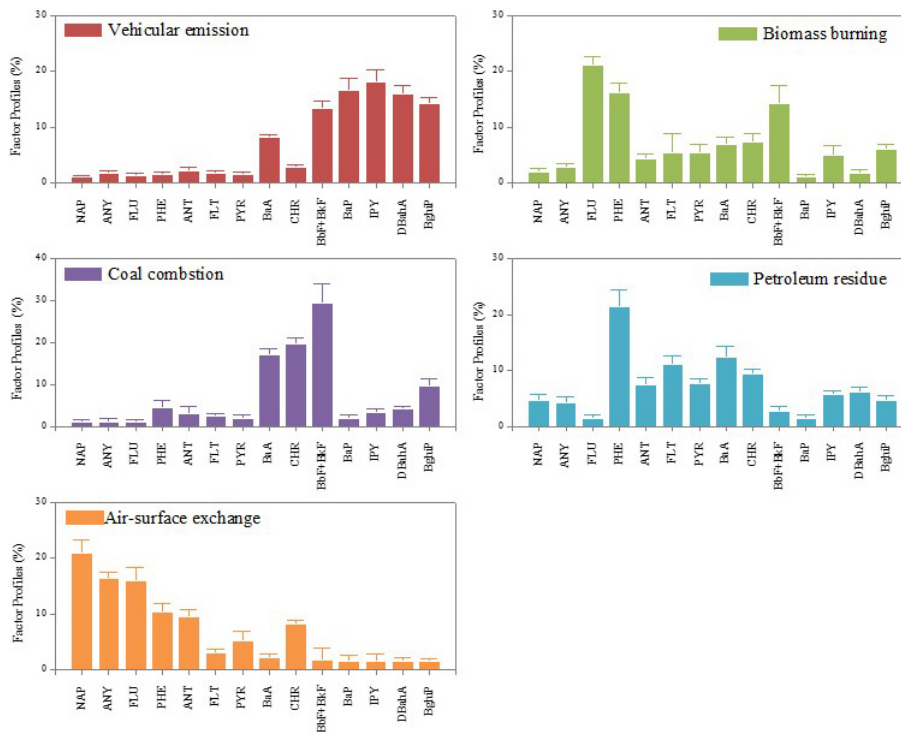 30
20
10
0
Factor Profiles (%)
Vehicular emission
NAP ANY FLU PHE ANT FLT PYR BaA CHR BbF+BkF BaP IPY DBahA BghiP
30
20
10
0
Factor Profiles (%)
Biomass burning
NAP ANY FLU PHE ANT FLT PYR BaA CHR BbF+BkF BaP IPY DBahA BghiP
40
30
20
10
0
Factor Profiles (%)
Coal combstion
NAP ANY FLU PHE ANT FLT PYR BaA CHR BbF+BkF BaP IPY DBahA BghiP
30
20
10
0
Factor Profiles (%)
Petroleum residue
NAP ANY FLU PHE ANT FLT PYR BaA CHR BbF+BkF BaP IPY DBahA BghiP
30
20
10
0
Factor Profiles (%)
Air-surface exchange
NAP ANY FLU PHE ANT FLT PYR BaA CHR BbF+BkF BaP IPY DBahA BghiP